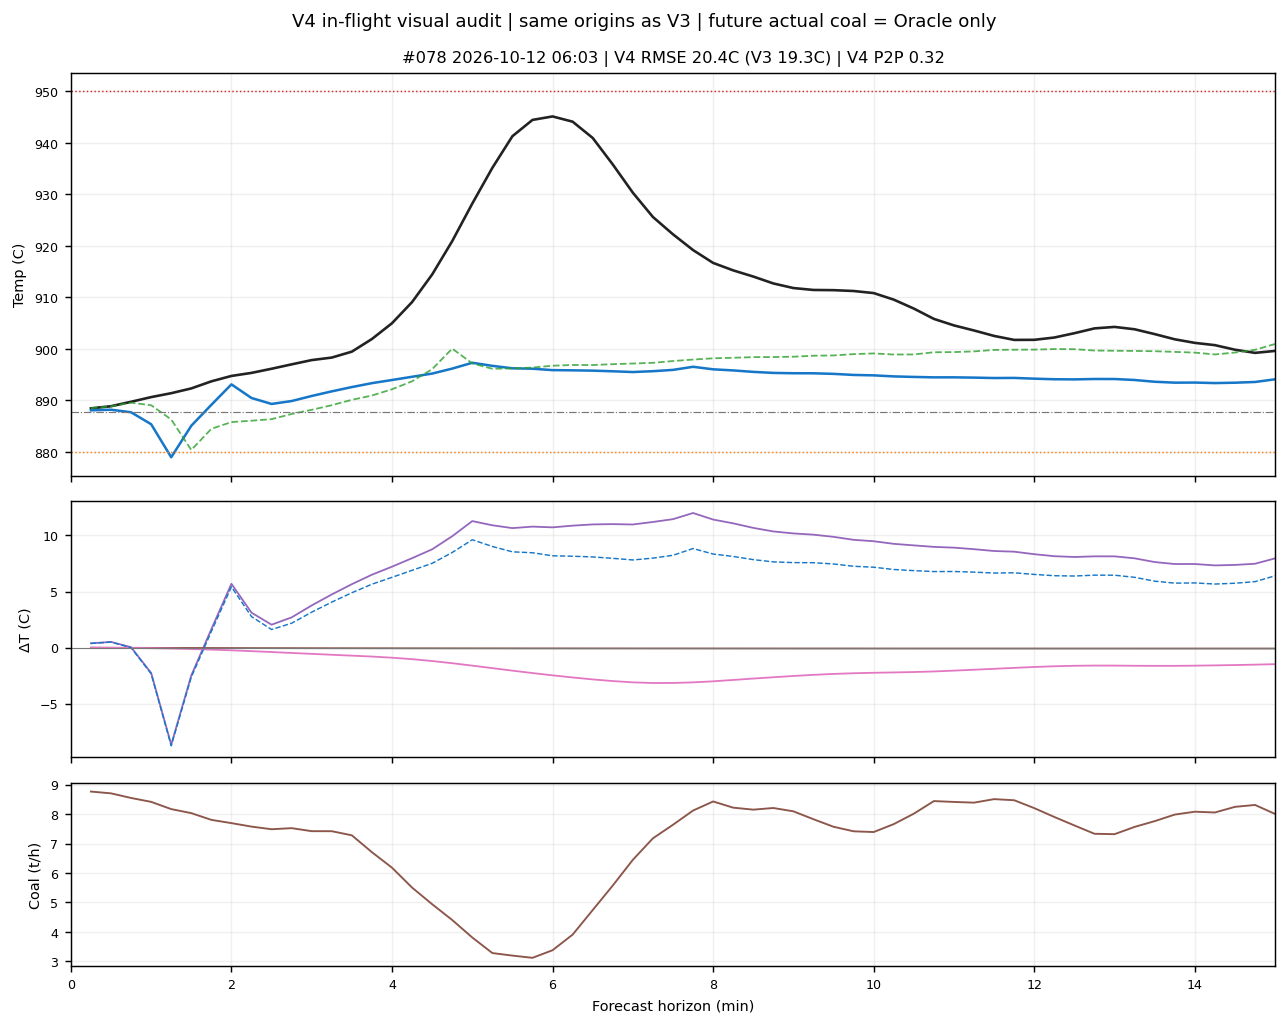 V4 in-flight visual audit | same origins as V3 | future actual coal = Oracle only
#078 2026-10-12 06:03 | V4 RMSE 20.4C (V3 19.3C) | V4 P2P 0.32
950
940
930
920
910
900
890
880
Temp (C)
10
5
0
−5
ΔT (C)
9
8
7
6
5
4
3
Coal (t/h)
0 2 4 6 8 10 12 14
Forecast horizon (min)